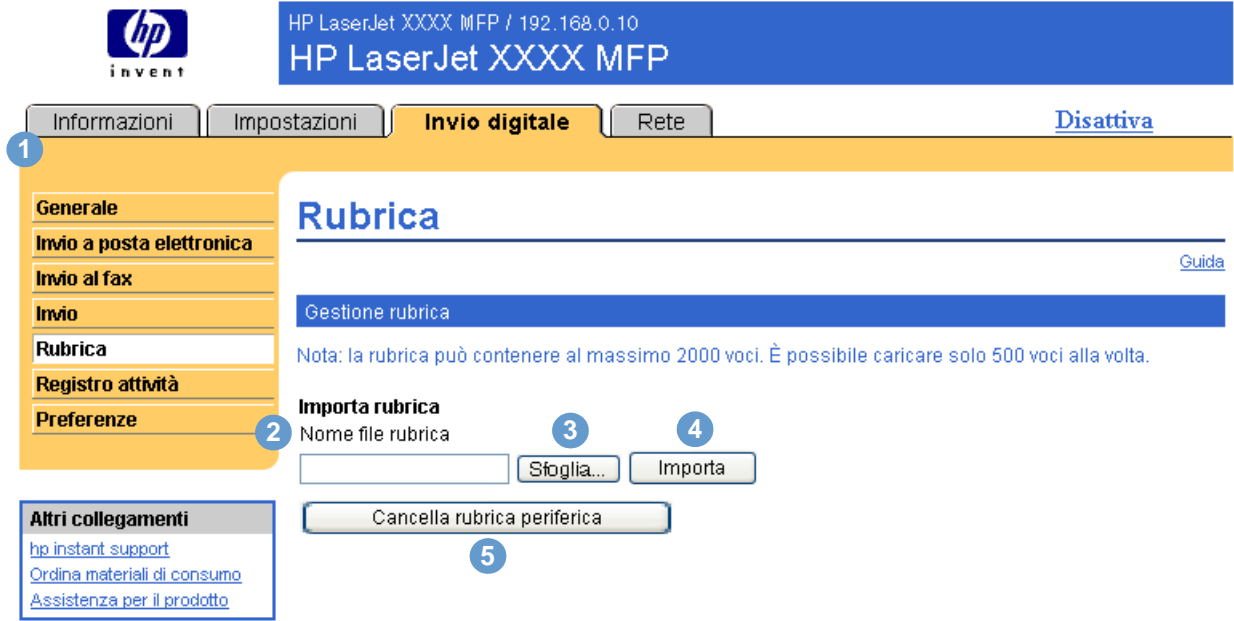 hp
invent
HP LaserJet XXXX MFP / 192.168.0.10
HP LaserJet XXXX MFP
Informazioni
Impostazioni
Invio digitale
Rete
Disattiva
1
Generale
Invio a posta elettronica
Invio al fax
Invio
Rubrica
Registro attività
Preferenze
Altri collegamenti
hp instant support
Ordina materiali di consumo
Assistenza per il prodotto
Rubrica
Guida
Gestione rubrica
Nota: la rubrica può contenere al massimo 2000 voci. È possibile caricare solo 500 voci alla volta.
Importa rubrica
2
Nome file rubrica
3
4
Sfoglia...
Importa
Cancella rubrica periferica
5